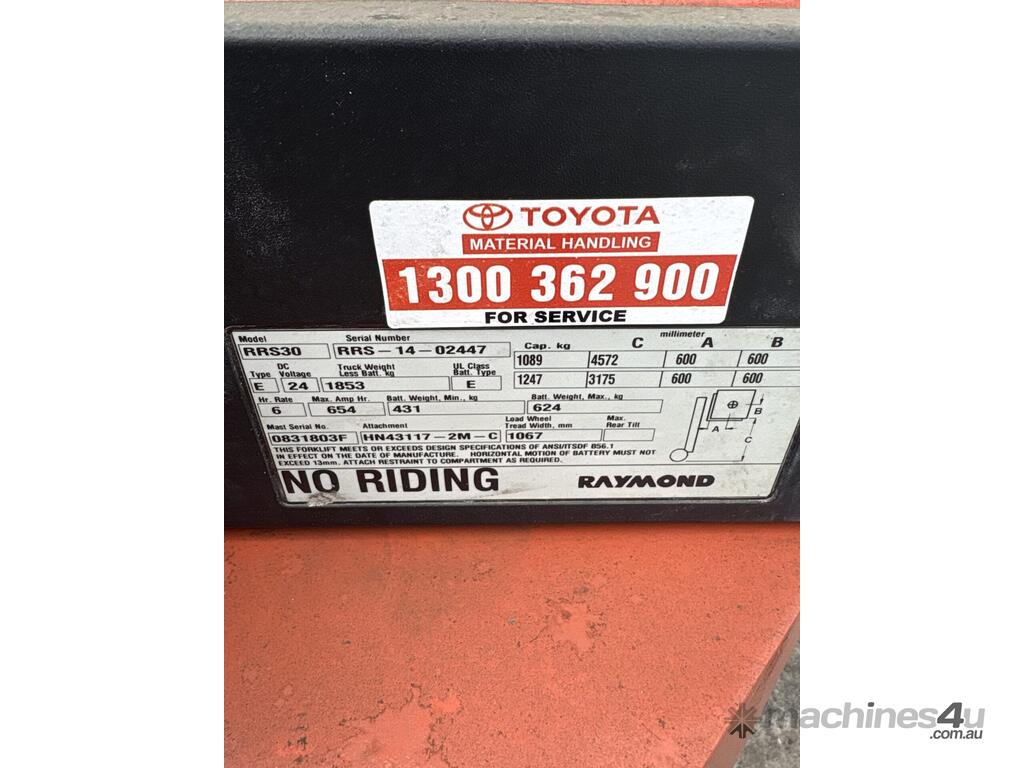 TOYOTA
MATERIAL HANDLING
1300 362 900
FOR SERVICE
Model Serial Number
RRS30 RRS-14-02447
Type DC Voltage Truck Weight Less Batt. kg UL Class Batt. Type
E 24 1853 E
Hr. Rate Max. Amp Hr. Batt. Weight, Min., kg Batt. Weight, Max., kg
6 654 431 624
Mast Serial No. Attachment Load Wheel Tread Width, mm Max. Rear Tilt
0831803F HN43117-2M-C 1067
millimeter
Cap. kg C A B
1089 4572 600 600
1247 3175 600 600
A B C
THIS FORKLIFT MEETS OR EXCEEDS DESIGN SPECIFICATIONS OF ANSI/ITSDF B56.1
IN EFFECT ON THE DATE OF MANUFACTURE. HORIZONTAL MOTION OF BATTERY MUST NOT
EXCEED 13mm. ATTACH RESTRAINT TO COMPARTMENT AS REQUIRED.
NO RIDING RAYMOND
machines4u
.com.au